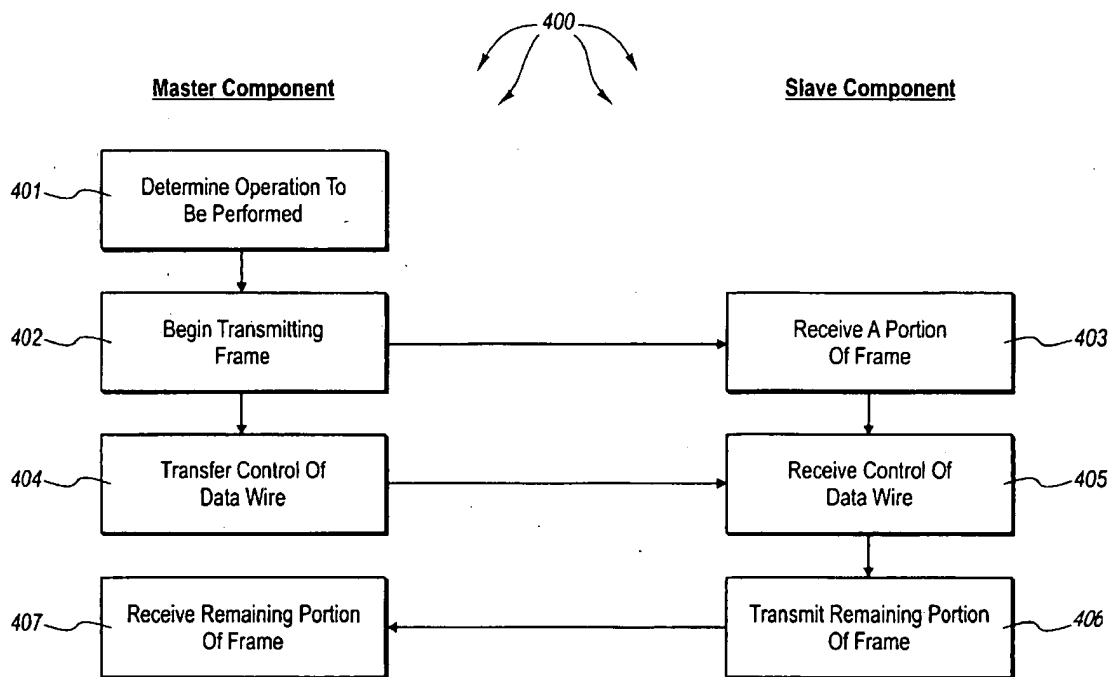 400
Master Component
Slave Component
401
Determine Operation To
Be Performed
402
Begin Transmitting
Frame
Receive A Portion
Of Frame
403
404
Transfer Control Of
Data Wire
Receive Control Of
Data Wire
405
407
Receive Remaining Portion
Of Frame
Transmit Remaining Portion
Of Frame
406